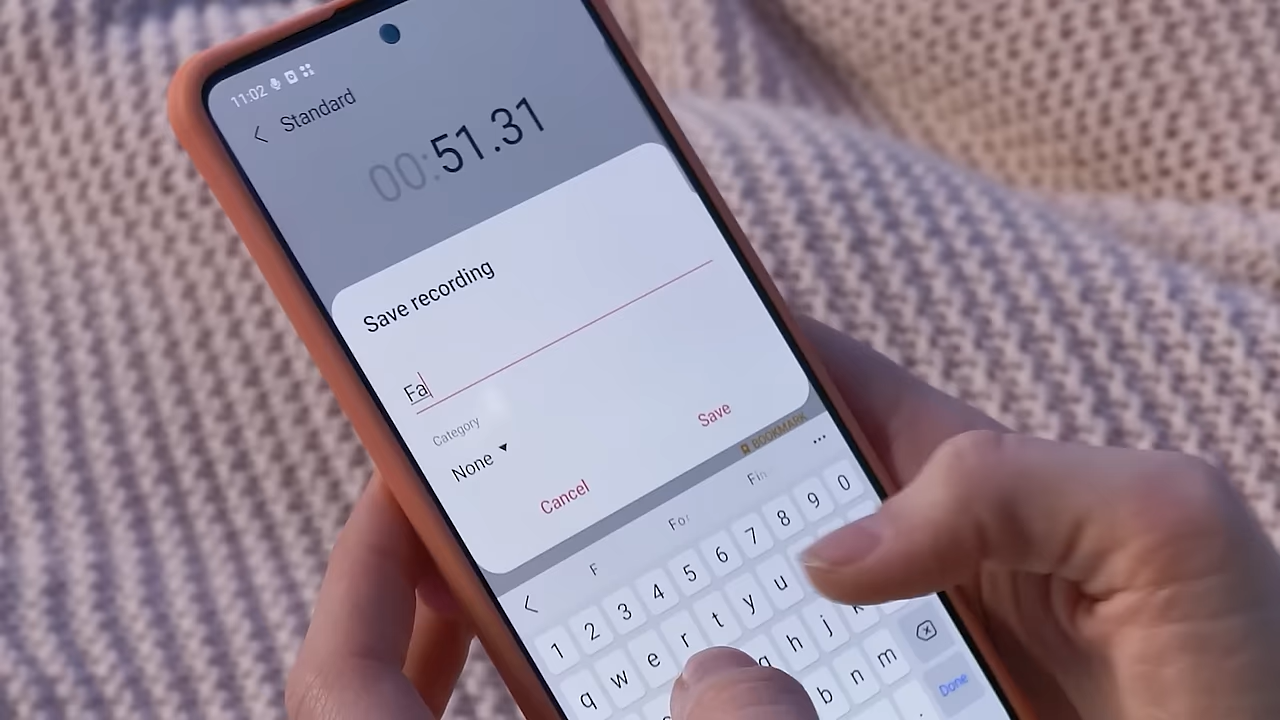 11:02
Standard
00:51.31
Save recording
Fa
Category
None
Cancel
Save
BOOKMARK
F
For
Fin
1 2 3 4 5 6 7 8 9 0
q w e r t y u
h j k
b n m
.
Done